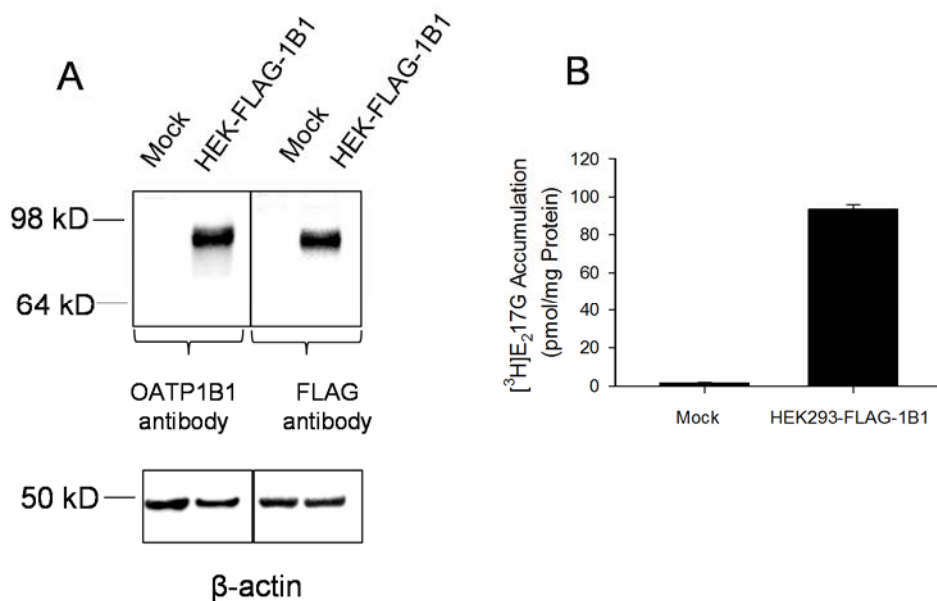 A
Mock
HEK-FLAG-1B1
Mock
HEK-FLAG-1B1
98 kD
64 kD
OATP1B1
antibody
FLAG
antibody
50 kD
β-actin
B
[³H]E₂17G Accumulation
(pmol/mg Protein)
120
100
80
60
40
20
0
Mock
HEK293-FLAG-1B1